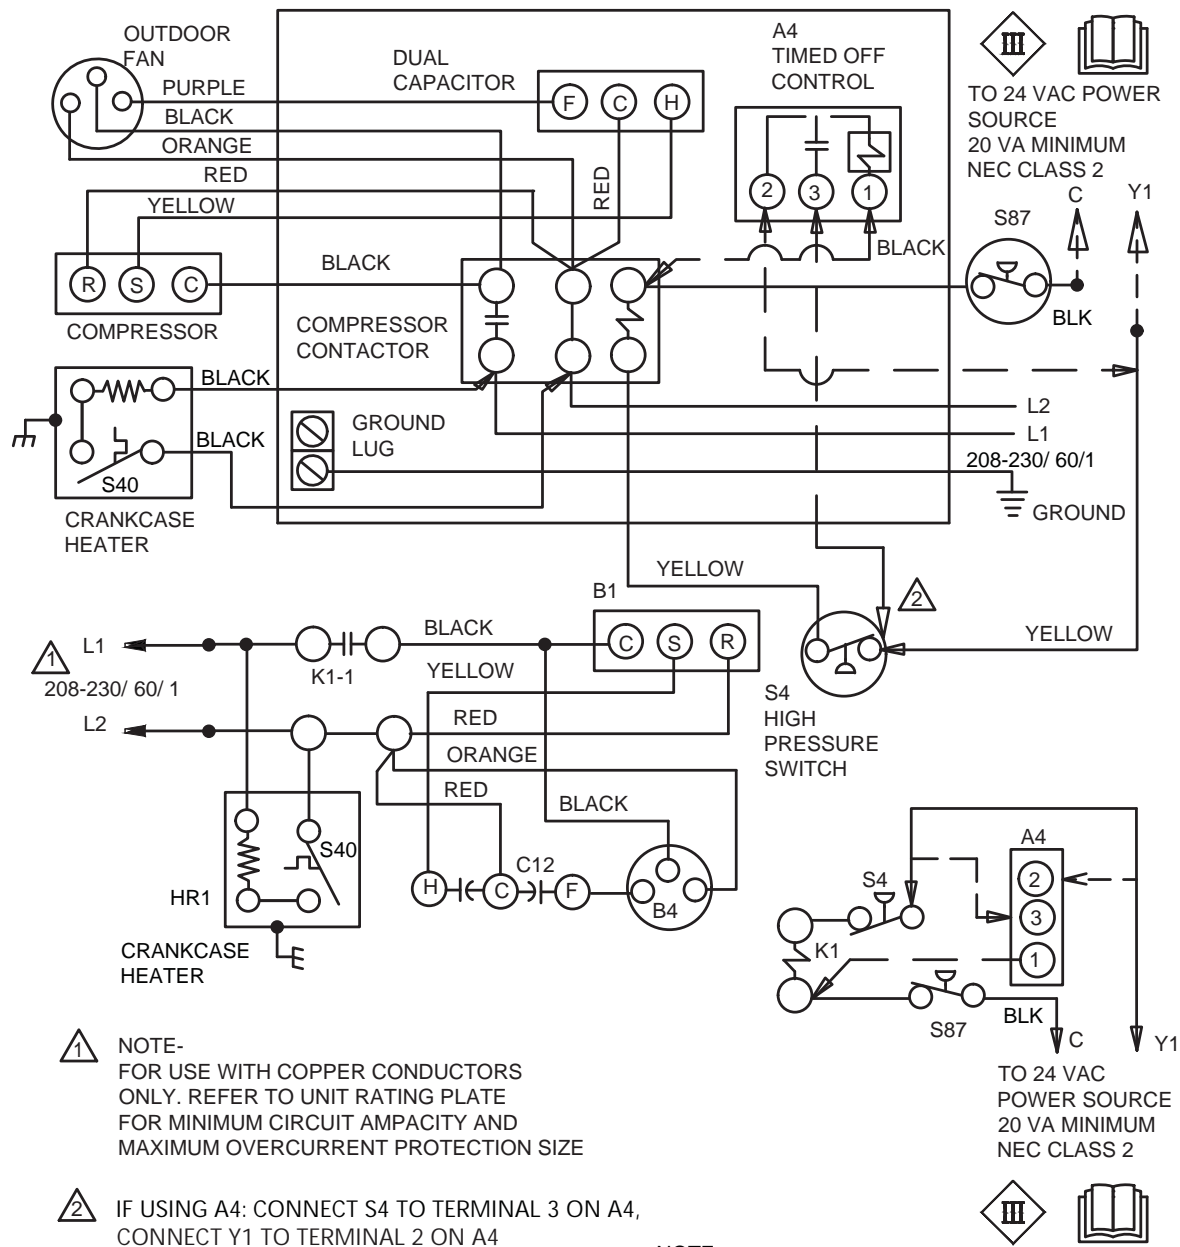 OUTDOOR
FAN
PURPLE
BLACK
ORANGE
RED
YELLOW
DUAL
CAPACITOR
F C H
RED
A4
TIMED OFF
CONTROL
2 3 1
BLACK
III
TO 24 VAC POWER
SOURCE
20 VA MINIMUM
NEC CLASS 2
C Y1
S87
BLK
R S C
COMPRESSOR
BLACK
COMPRESSOR
CONTACTOR
BLACK
BLACK
S40
CRANKCASE
HEATER
GROUND
LUG
L2
L1
208-230/ 60/1
GROUND
YELLOW
2
YELLOW
S4
HIGH
PRESSURE
SWITCH
B1
C S R
1
L1
208-230/ 60/ 1
L2
K1-1
BLACK
YELLOW
RED
ORANGE
RED
BLACK
S40
HR1
CRANKCASE
HEATER
H C C12 F
B4
A4
2
3
1
S4
K1
S87
BLK
C Y1
TO 24 VAC
POWER SOURCE
20 VA MINIMUM
NEC CLASS 2
III
1 NOTE-
FOR USE WITH COPPER CONDUCTORS
ONLY. REFER TO UNIT RATING PLATE
FOR MINIMUM CIRCUIT AMPACITY AND
MAXIMUM OVERCURRENT PROTECTION SIZE
2 IF USING A4: CONNECT S4 TO TERMINAL 3 ON A4,
CONNECT Y1 TO TERMINAL 2 ON A4